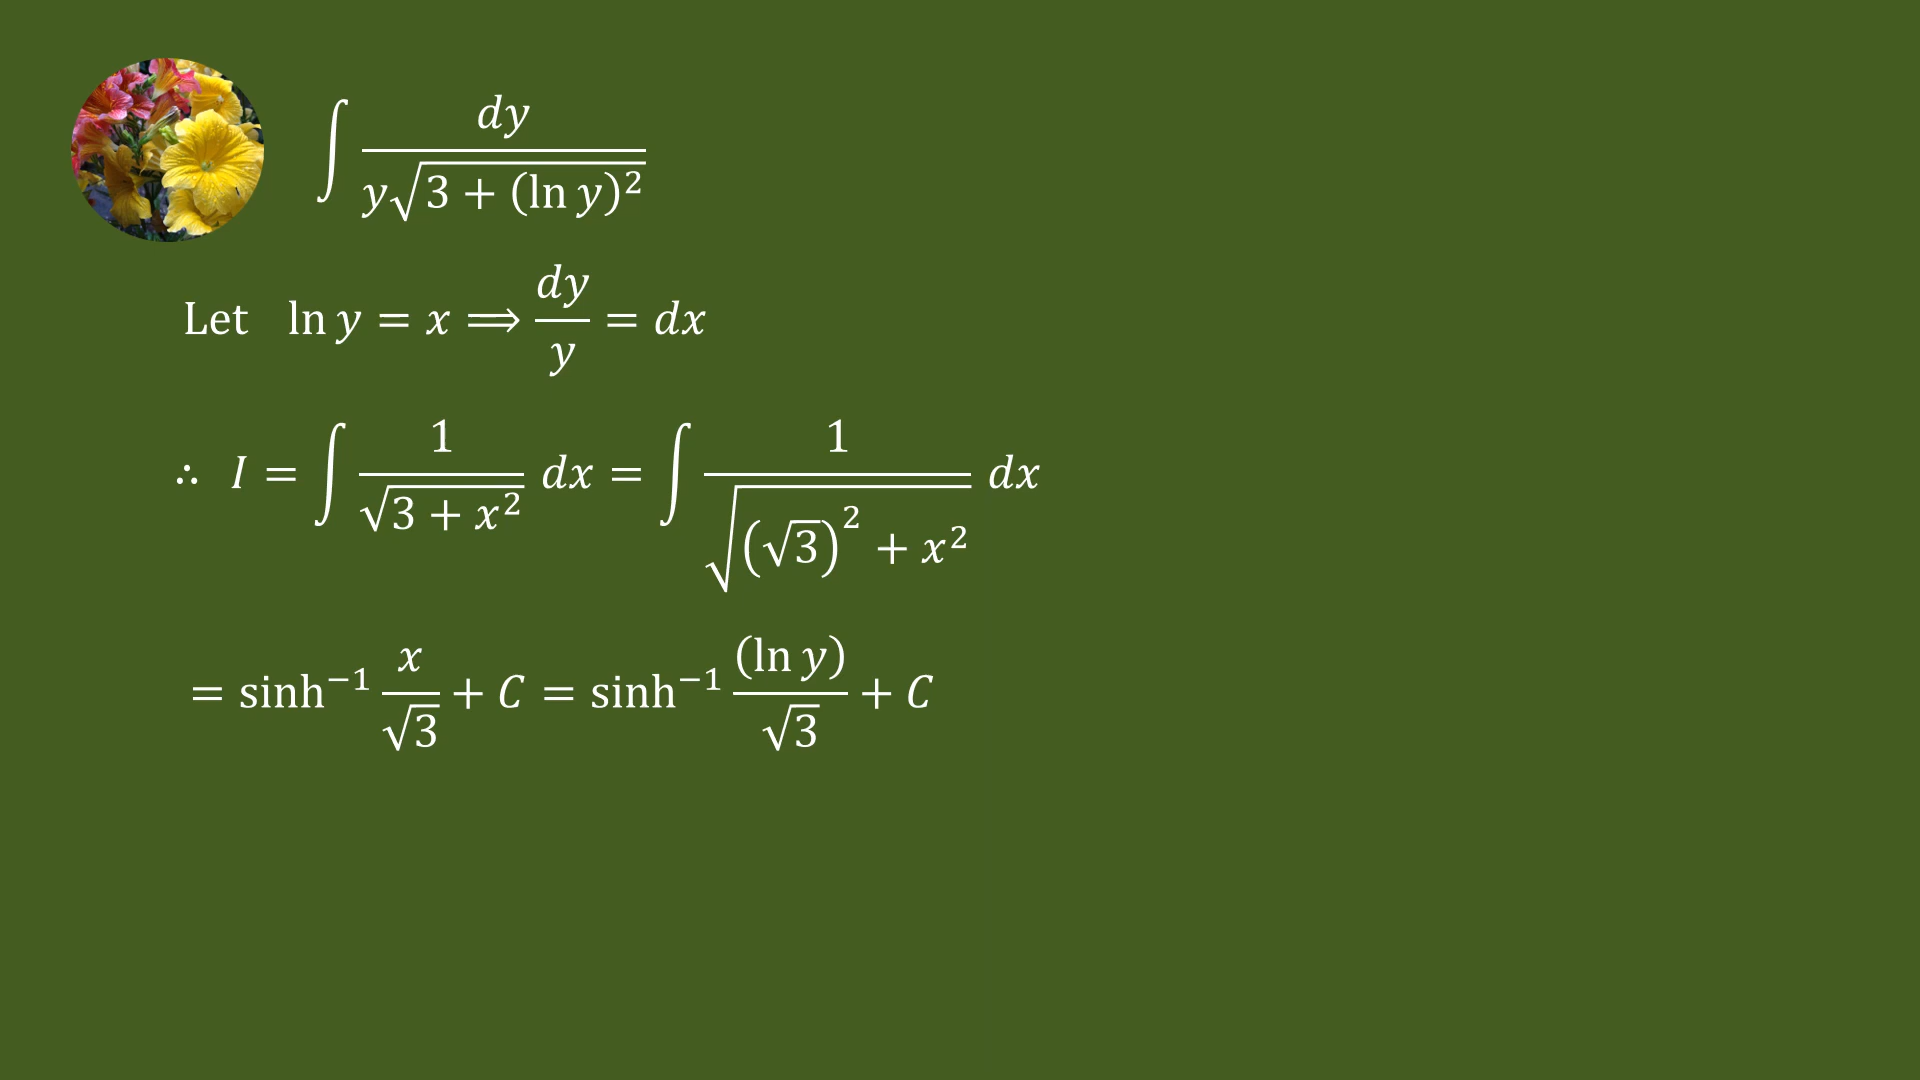 ∫ dy / (y√(3 + (ln y)²))
Let ln y = x ⟹ dy/y = dx
∴ I = ∫ 1/√(3 + x²) dx = ∫ 1/√((√3)² + x²) dx
= sinh⁻¹ x/√3 + C = sinh⁻¹ (ln y)/√3 + C